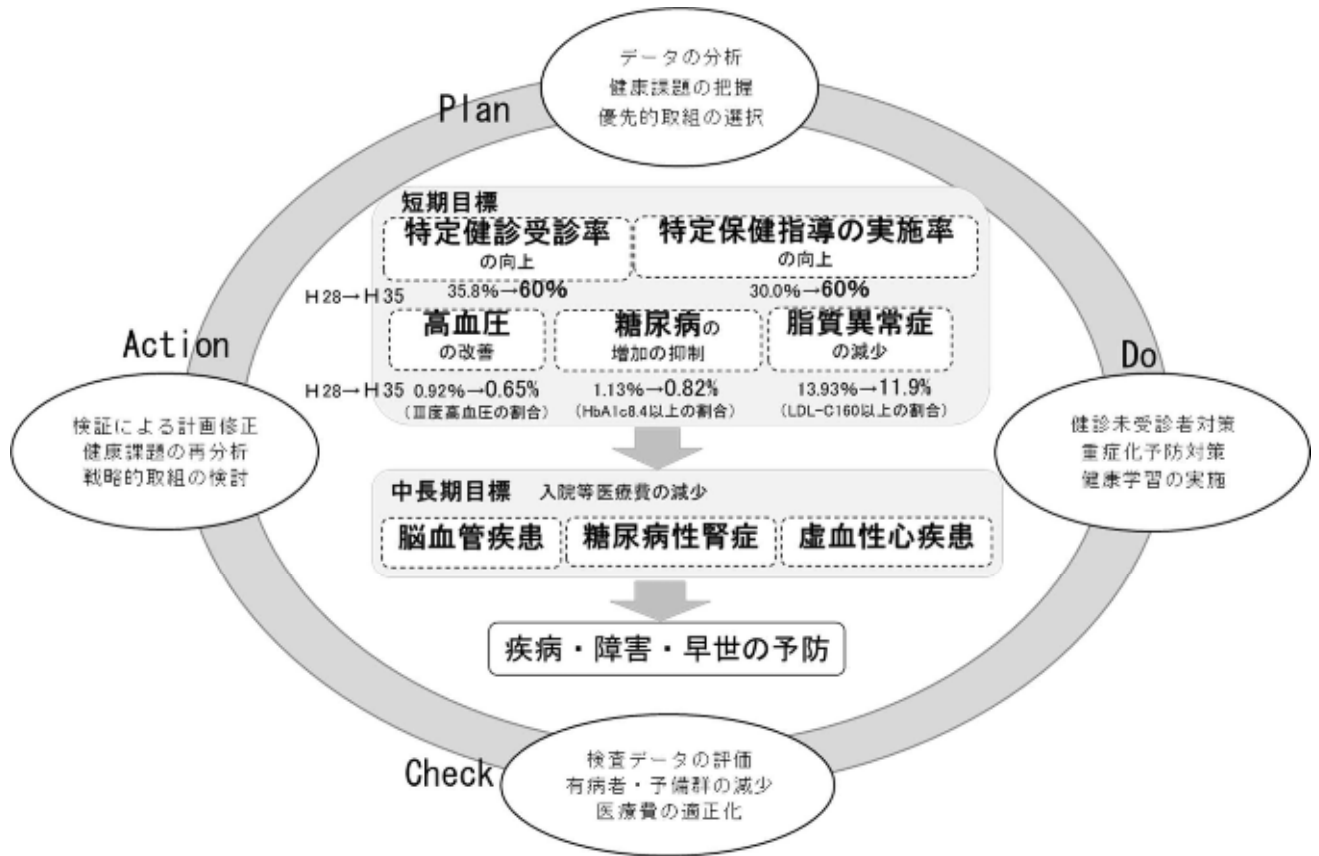 データの分析
健康課題の把握
優先的取組の選択
Plan
短期目標
特定健診受診率
の向上
特定保健指導の実施率
の向上
H28→H35
35.8%→60%
30.0%→60%
高血圧
の改善
糖尿病の
増加の抑制
脂質異常症
の減少
H28→H35
0.92%→0.65%
(Ⅲ度高血圧の割合)
1.13%→0.82%
(HbA1c8.4以上の割合)
13.93%→11.9%
(LDL-C160以上の割合)
Action
検証による計画修正
健康課題の再分析
戦略的取組の検討
Do
健診未受診者対策
重症化予防対策
健康学習の実施
中長期目標 入院等医療費の減少
脳血管疾患
糖尿病性腎症
虚血性心疾患
疾病・障害・早世の予防
Check
検査データの評価
有病者・予備群の減少
医療費の適正化